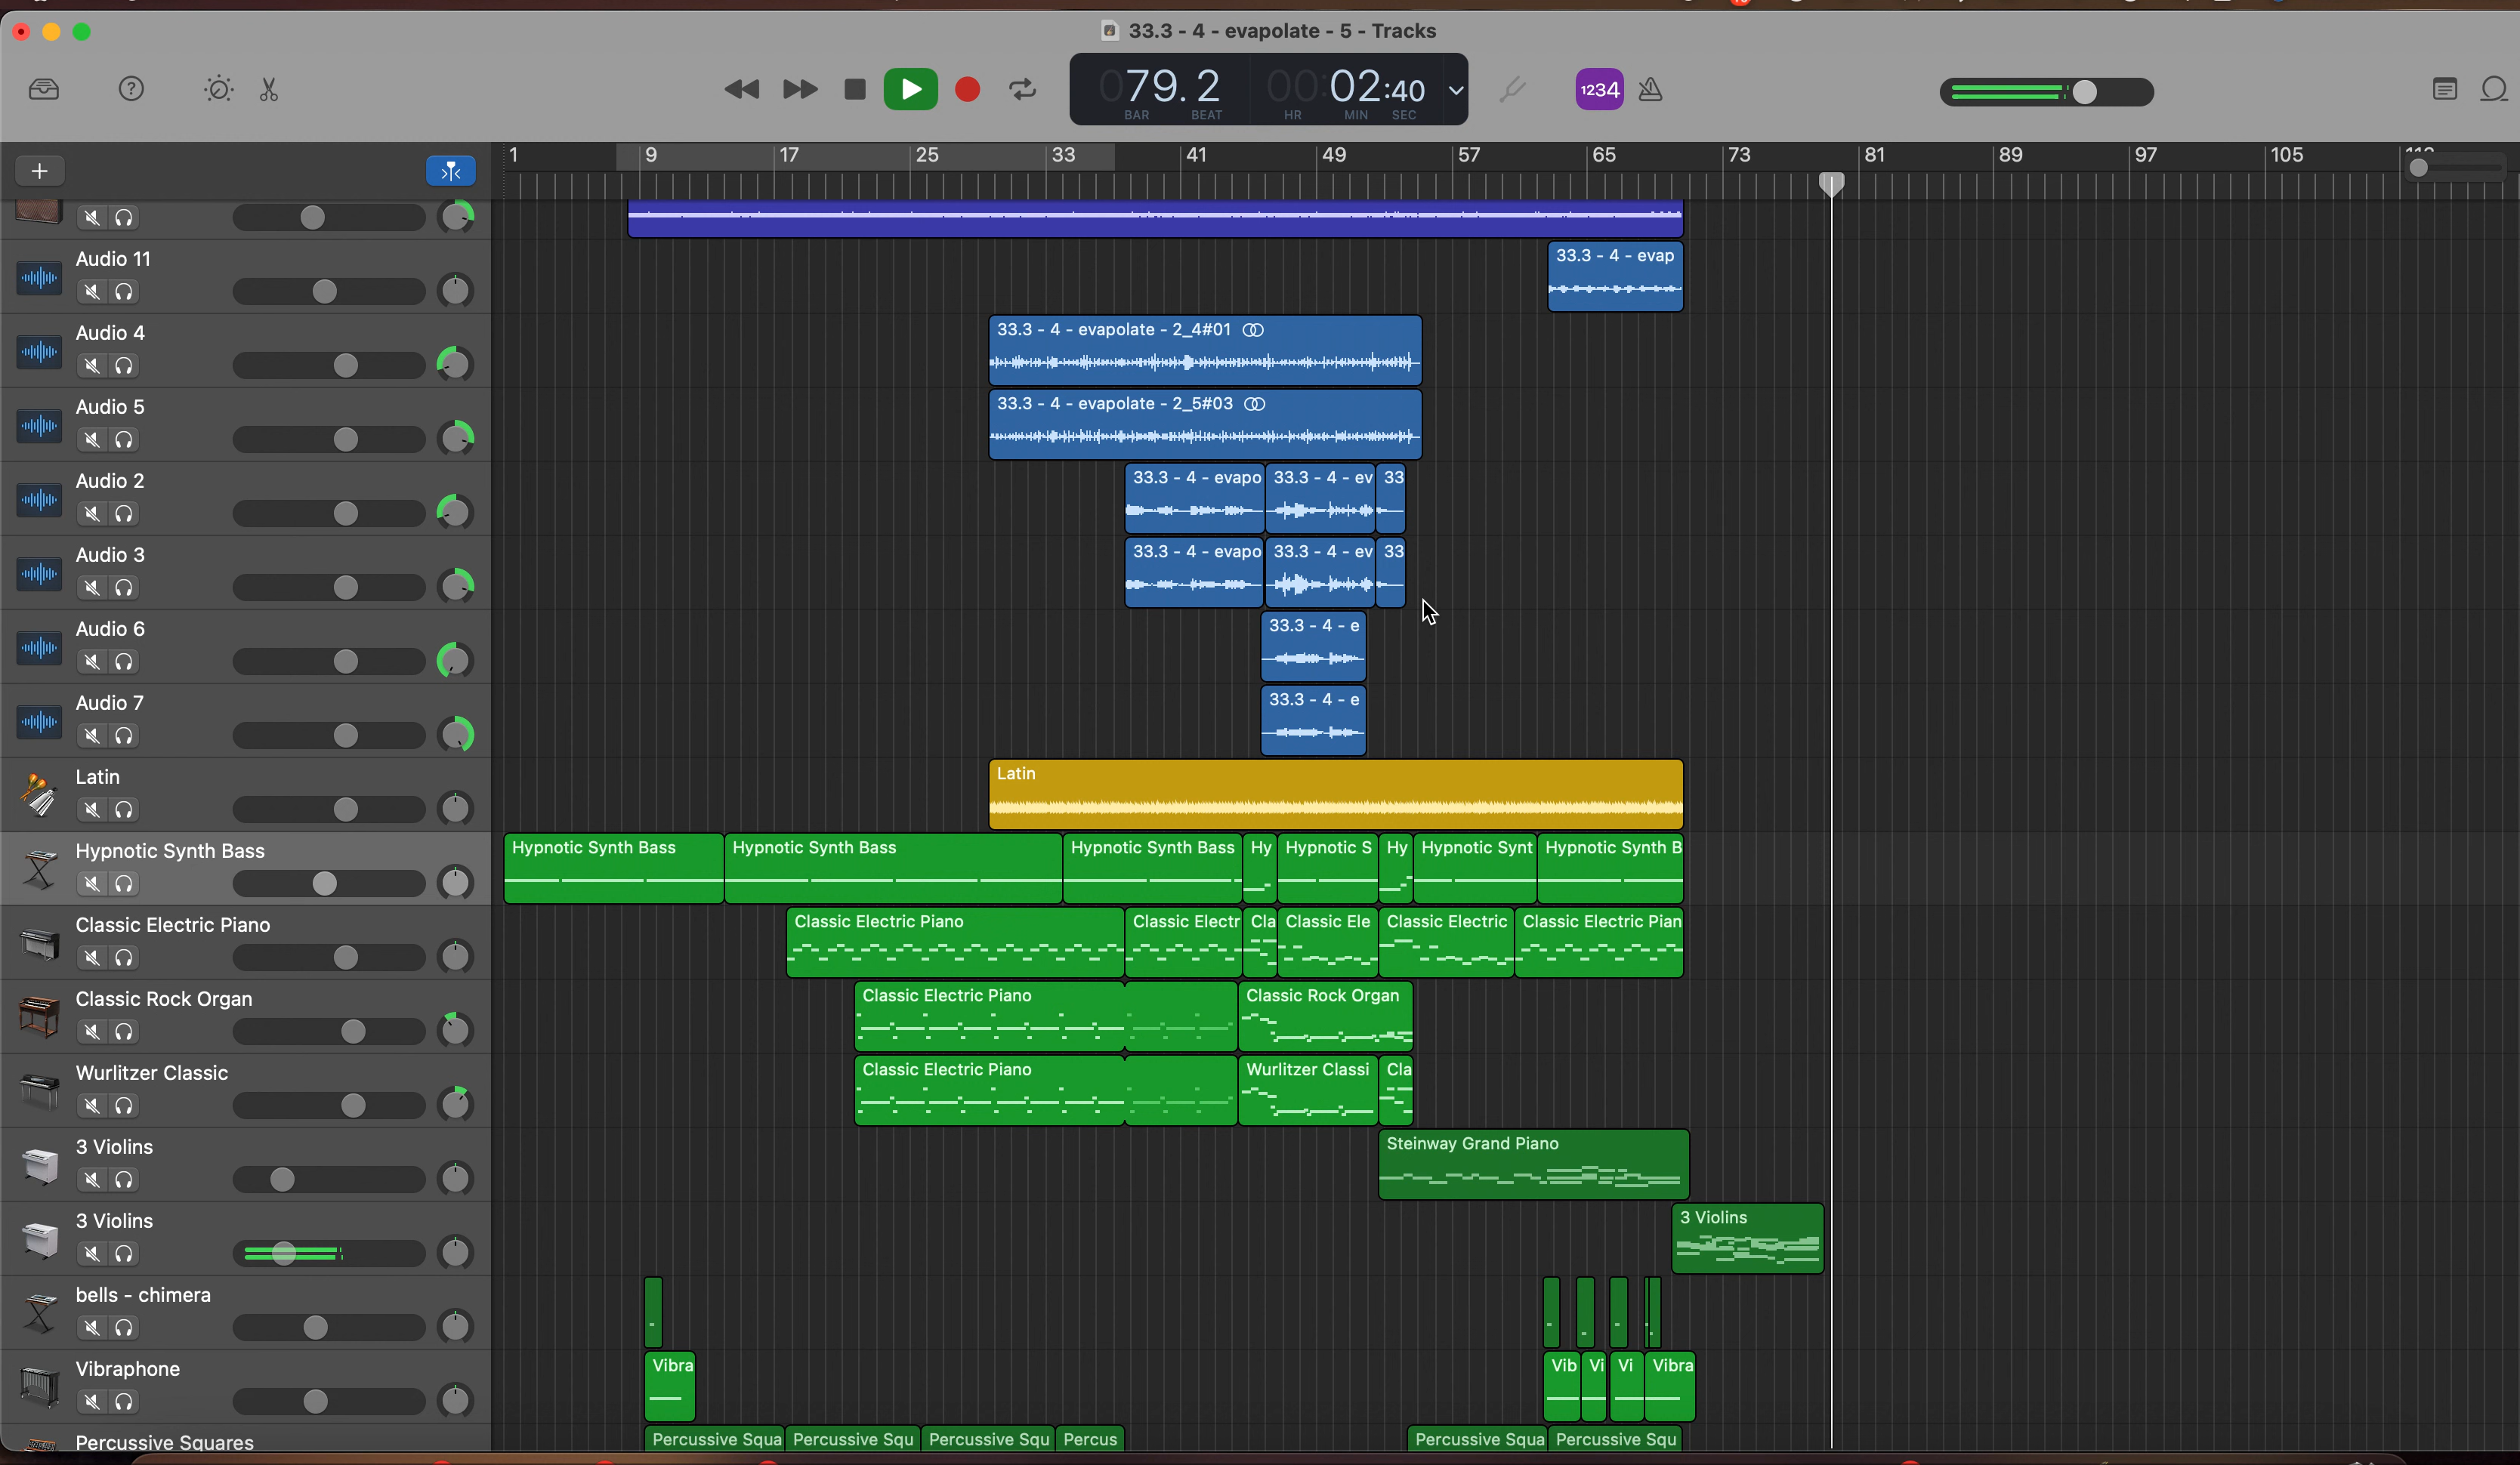 33.3 - 4 - evapolate - 5 - Tracks
079. 2 00:02:40
BAR BEAT HR MIN SEC
1234
1 9 17 25 33 41 49 57 65 73 81 89 97 105
Audio 11
33.3 - 4 - evap
Audio 4
33.3 - 4 - evapolate - 2_4#01
Audio 5
33.3 - 4 - evapolate - 2_5#03
Audio 2
33.3 - 4 - evapo 33.3 - 4 - ev 33
Audio 3
33.3 - 4 - evapo 33.3 - 4 - ev 33
Audio 6
33.3 - 4 - e
Audio 7
33.3 - 4 - e
Latin
Latin
Hypnotic Synth Bass
Hypnotic Synth Bass Hypnotic Synth Bass Hypnotic Synth Bass Hy Hypnotic S Hy Hypnotic Synt Hypnotic Synth B
Classic Electric Piano
Classic Electric Piano Classic Electr Cla Classic Ele Classic Electric Classic Electric Pian
Classic Rock Organ
Classic Electric Piano Classic Rock Organ
Wurlitzer Classic
Classic Electric Piano Wurlitzer Classi Cla
3 Violins
Steinway Grand Piano
3 Violins
3 Violins
bells - chimera
Vibraphone
Vibra Vib Vi Vi Vibra
Percussive Squares
Percussive Squa Percussive Squ Percussive Squ Percus Percussive Squa Percussive Squ